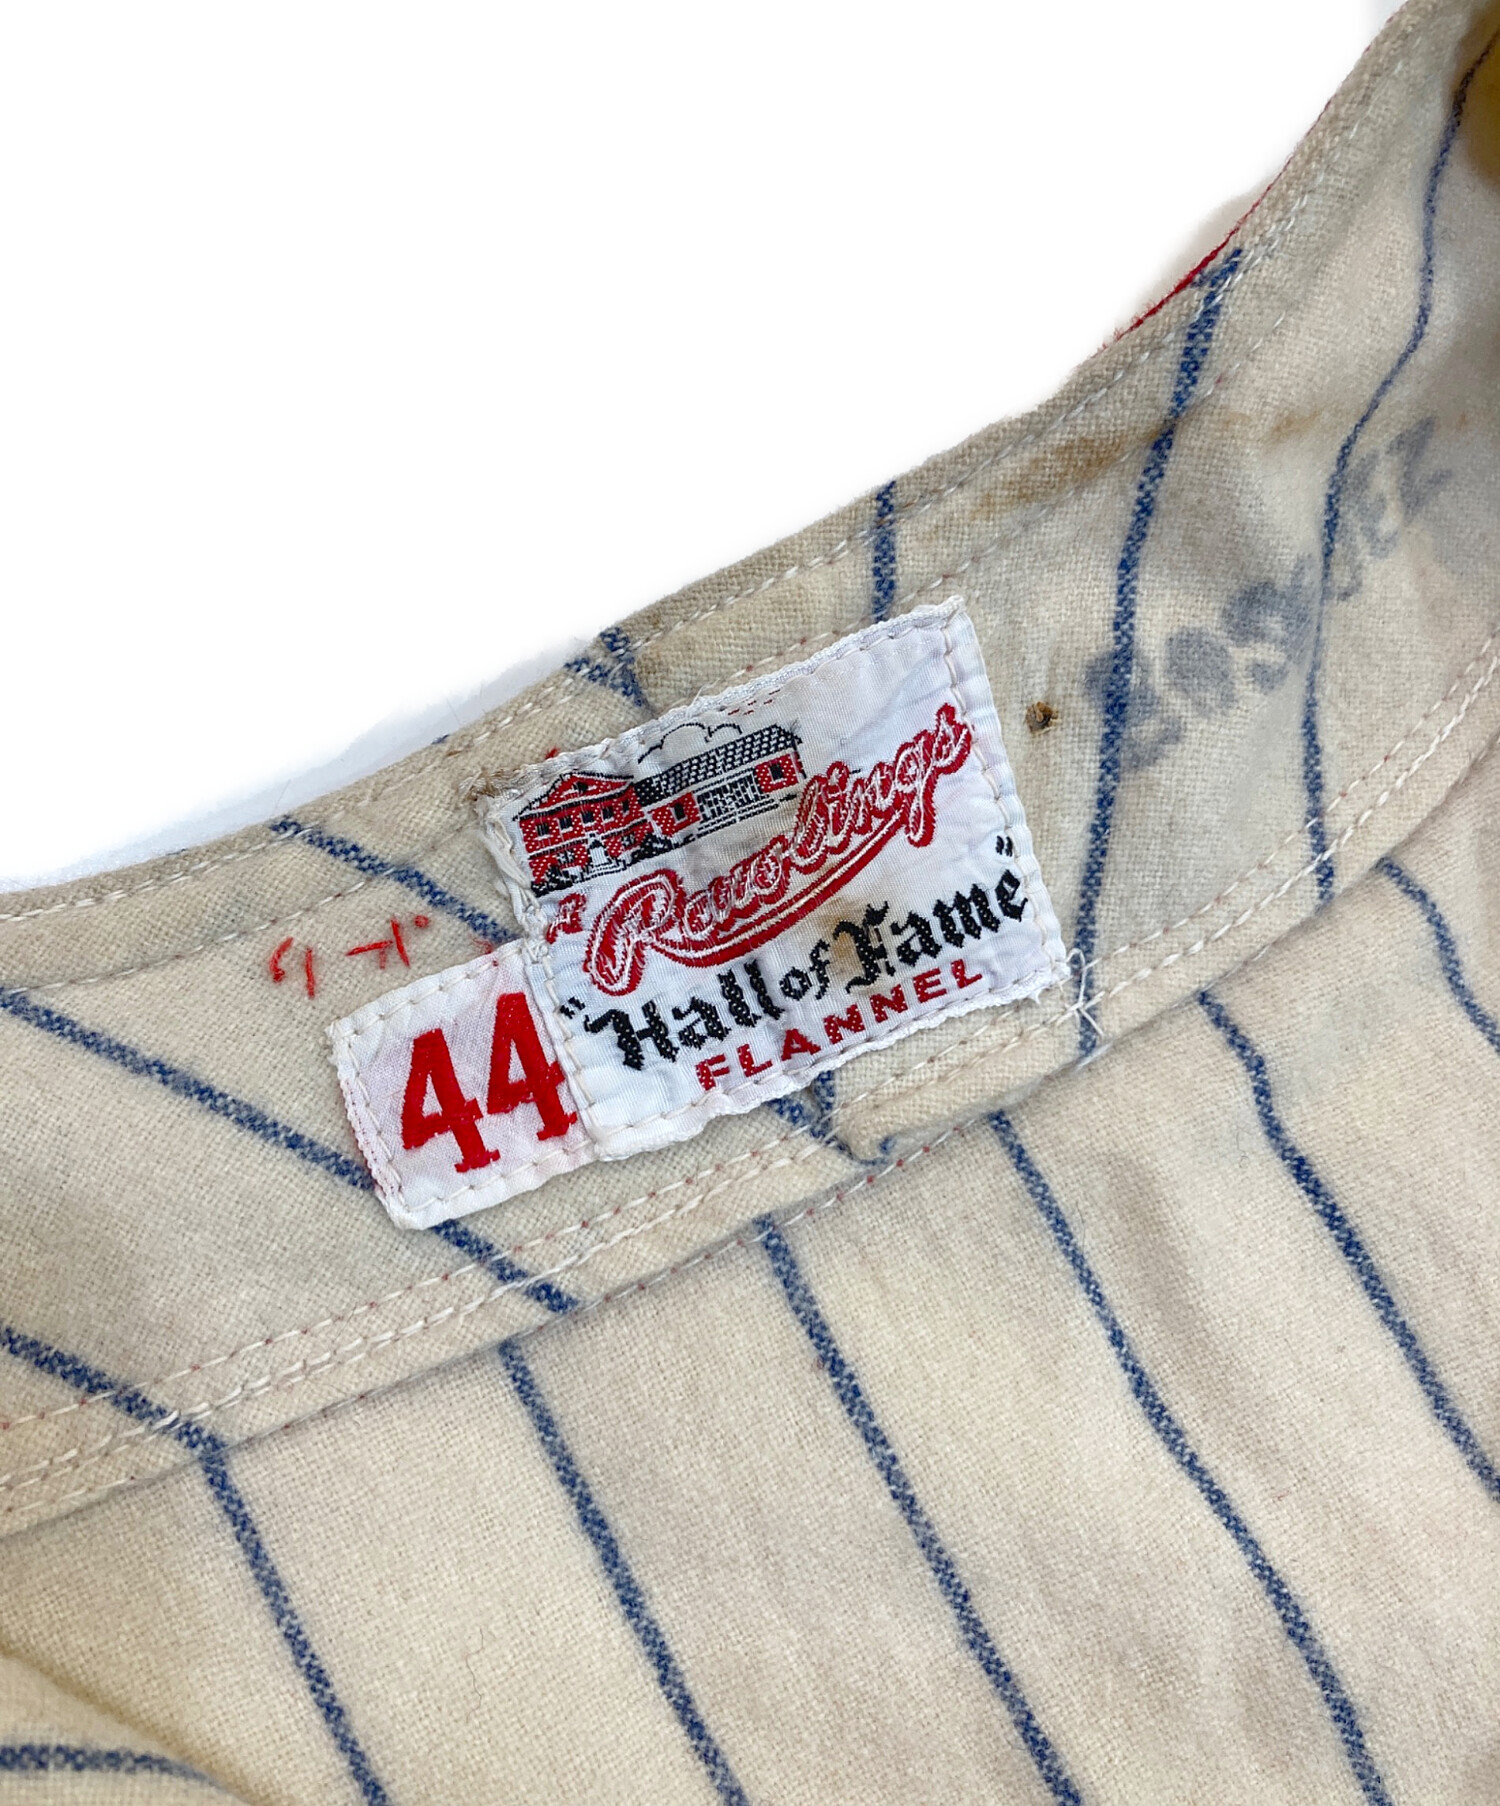 Rawlings
"Hall of Fame"
FLANNEL
44